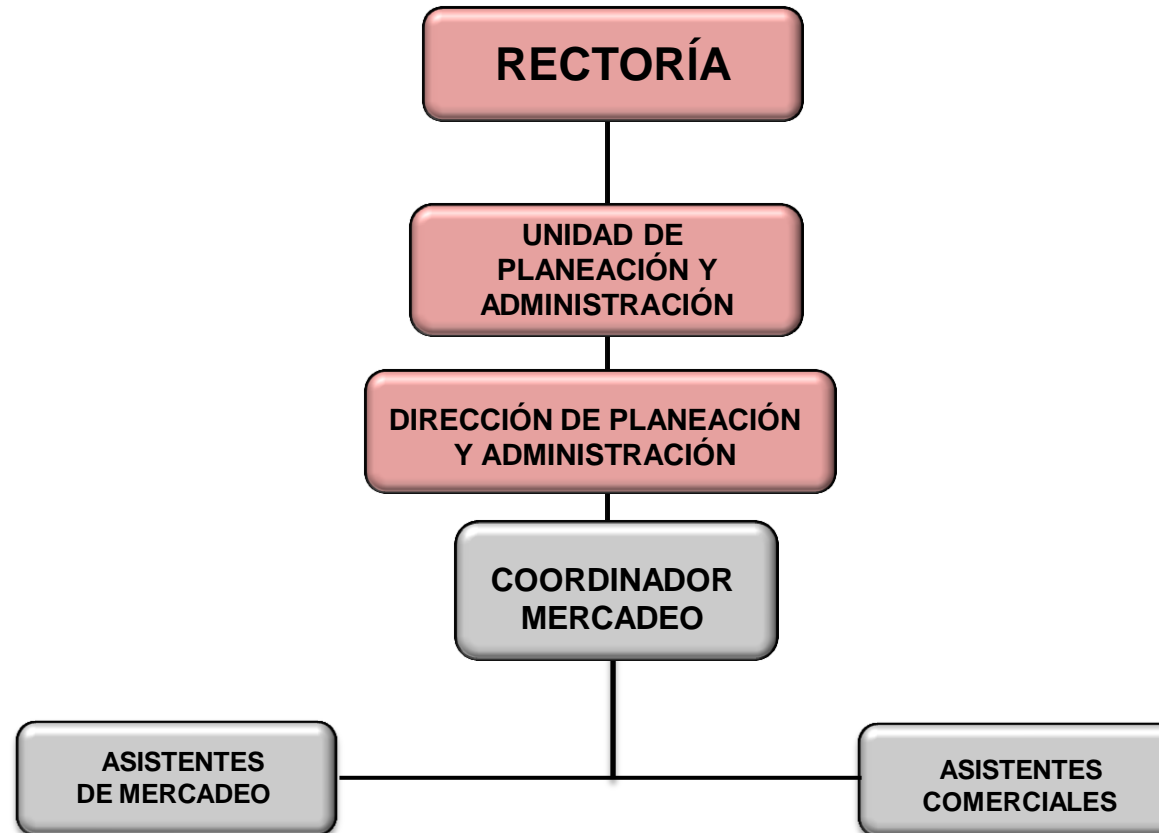 RECTORÍA
UNIDAD DE
PLANEACIÓN Y
ADMINISTRACIÓN
DIRECCIÓN DE PLANEACIÓN
Y ADMINISTRACIÓN
COORDINADOR
MERCADEO
ASISTENTES
DE MERCADEO
ASISTENTES
COMERCIALES